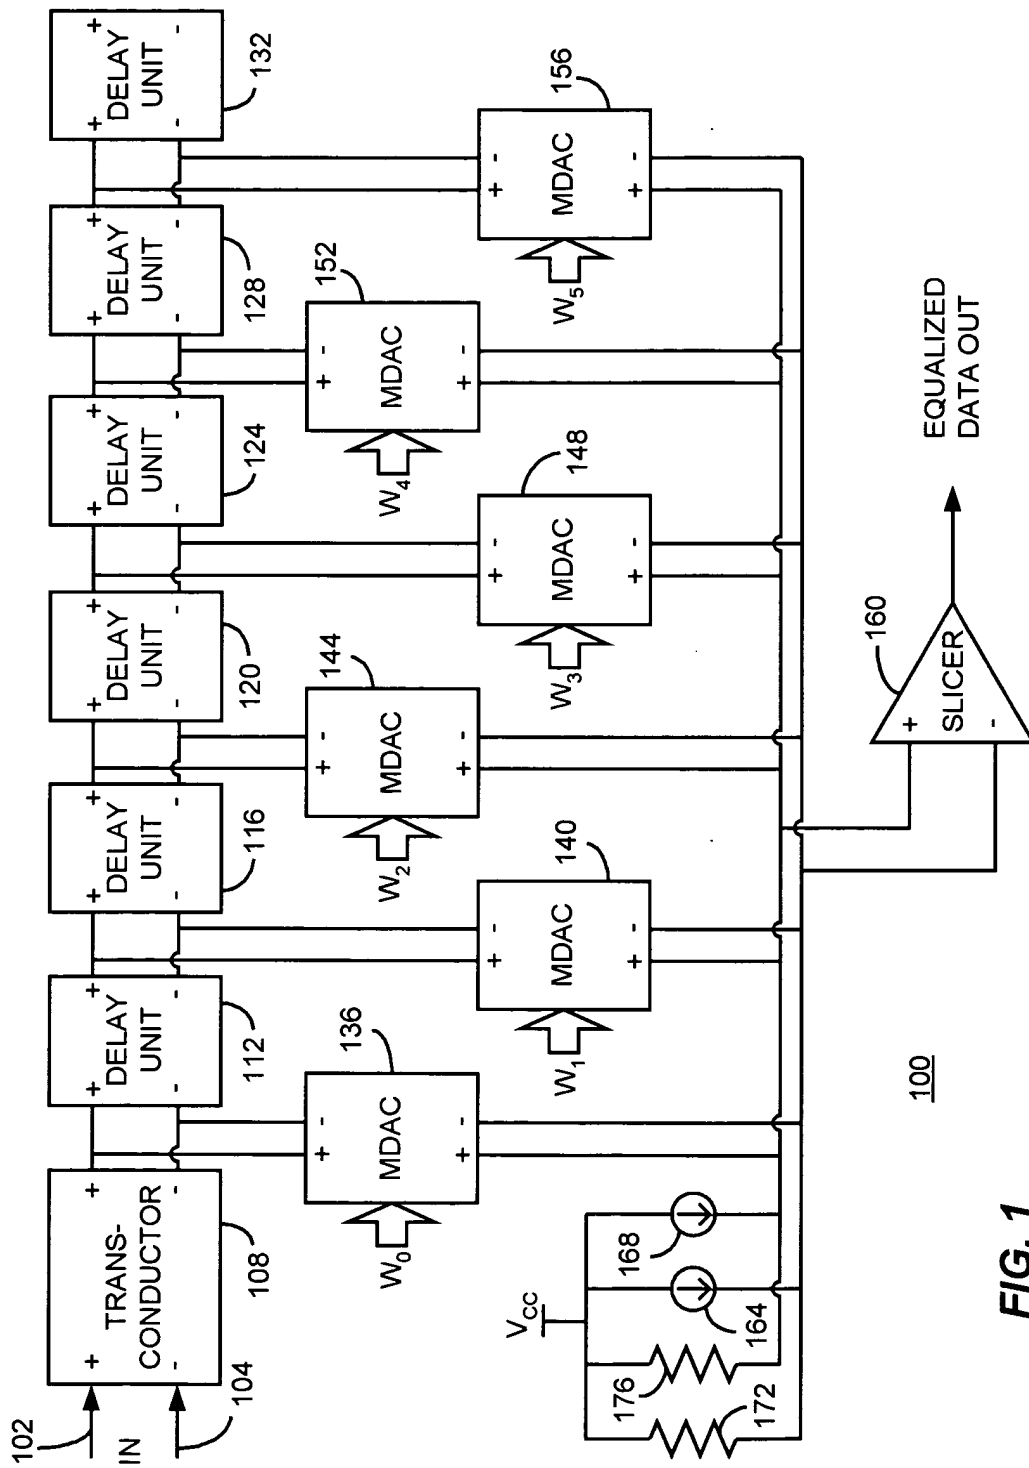 102
IN
104
+ +
TRANS-
CONDUCTOR
- -
108
+ +
DELAY
UNIT
- -
112
+ +
DELAY
UNIT
- -
116
+ +
DELAY
UNIT
- -
120
+ +
DELAY
UNIT
- -
124
+ +
DELAY
UNIT
- -
128
+ +
DELAY
UNIT
- -
132
W0
+ -
MDAC
+ -
136
W2
+ -
MDAC
+ -
144
W4
+ -
MDAC
+ -
152
W1
+ -
MDAC
+ -
140
W3
+ -
MDAC
+ -
148
W5
+ -
MDAC
+ -
156
VCC
172
176
164
168
+
SLICER
-
160
EQUALIZED
DATA OUT
100
FIG. 1